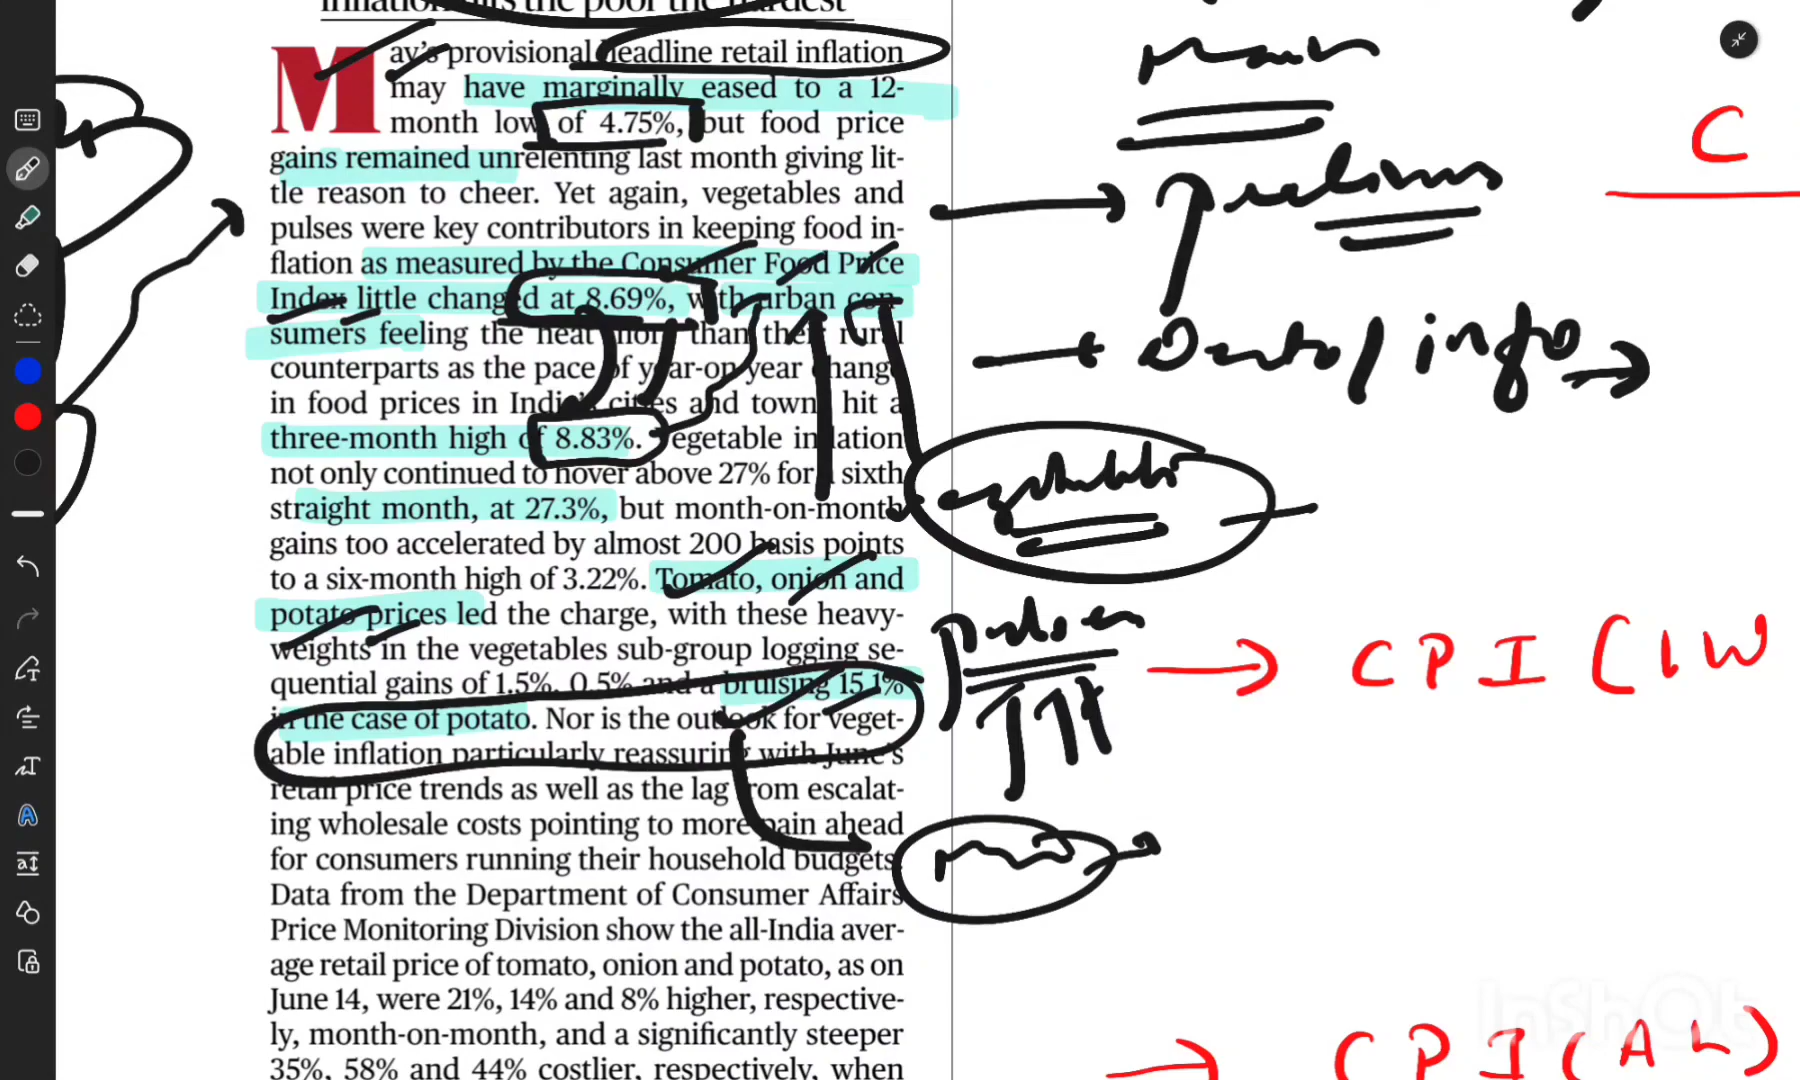 Inflation hits the poor the hardest
May's provisional headline retail inflation
may have marginally eased to a 12-
month low of 4.75%, but food price
gains remained unrelenting last month giving lit-
tle reason to cheer. Yet again, vegetables and
pulses were key contributors in keeping food in-
flation as measured by the Consumer Food Price
Index little changed at 8.69%, with urban con-
sumers feeling the heat more than their rural
counterparts as the pace of year-on-year change
in food prices in India's cities and towns hit a
three-month high of 8.83%. Vegetable inflation
not only continued to hover above 27% for a sixth
straight month, at 27.3%, but month-on-month
gains too accelerated by almost 200 basis points
to a six-month high of 3.22%. Tomato, onion and
potato prices led the charge, with these heavy-
weights in the vegetables sub-group logging se-
quential gains of 1.5%, 0.5% and a bruising 15.1%
in the case of potato. Nor is the outlook for veget-
able inflation particularly reassuring with June's
retail price trends as well as the lag from escalat-
ing wholesale costs pointing to more pain ahead
for consumers running their household budgets.
Data from the Department of Consumer Affairs
Price Monitoring Division show the all-India aver-
age retail price of tomato, onion and potato, as on
June 14, were 21%, 14% and 8% higher, respective-
ly, month-on-month, and a significantly steeper
35%, 58% and 44% costlier, respectively, when
Main
C
prelims
Data/info
vegetables
pulses
CPI (IW
CPI (AL)
InShOt